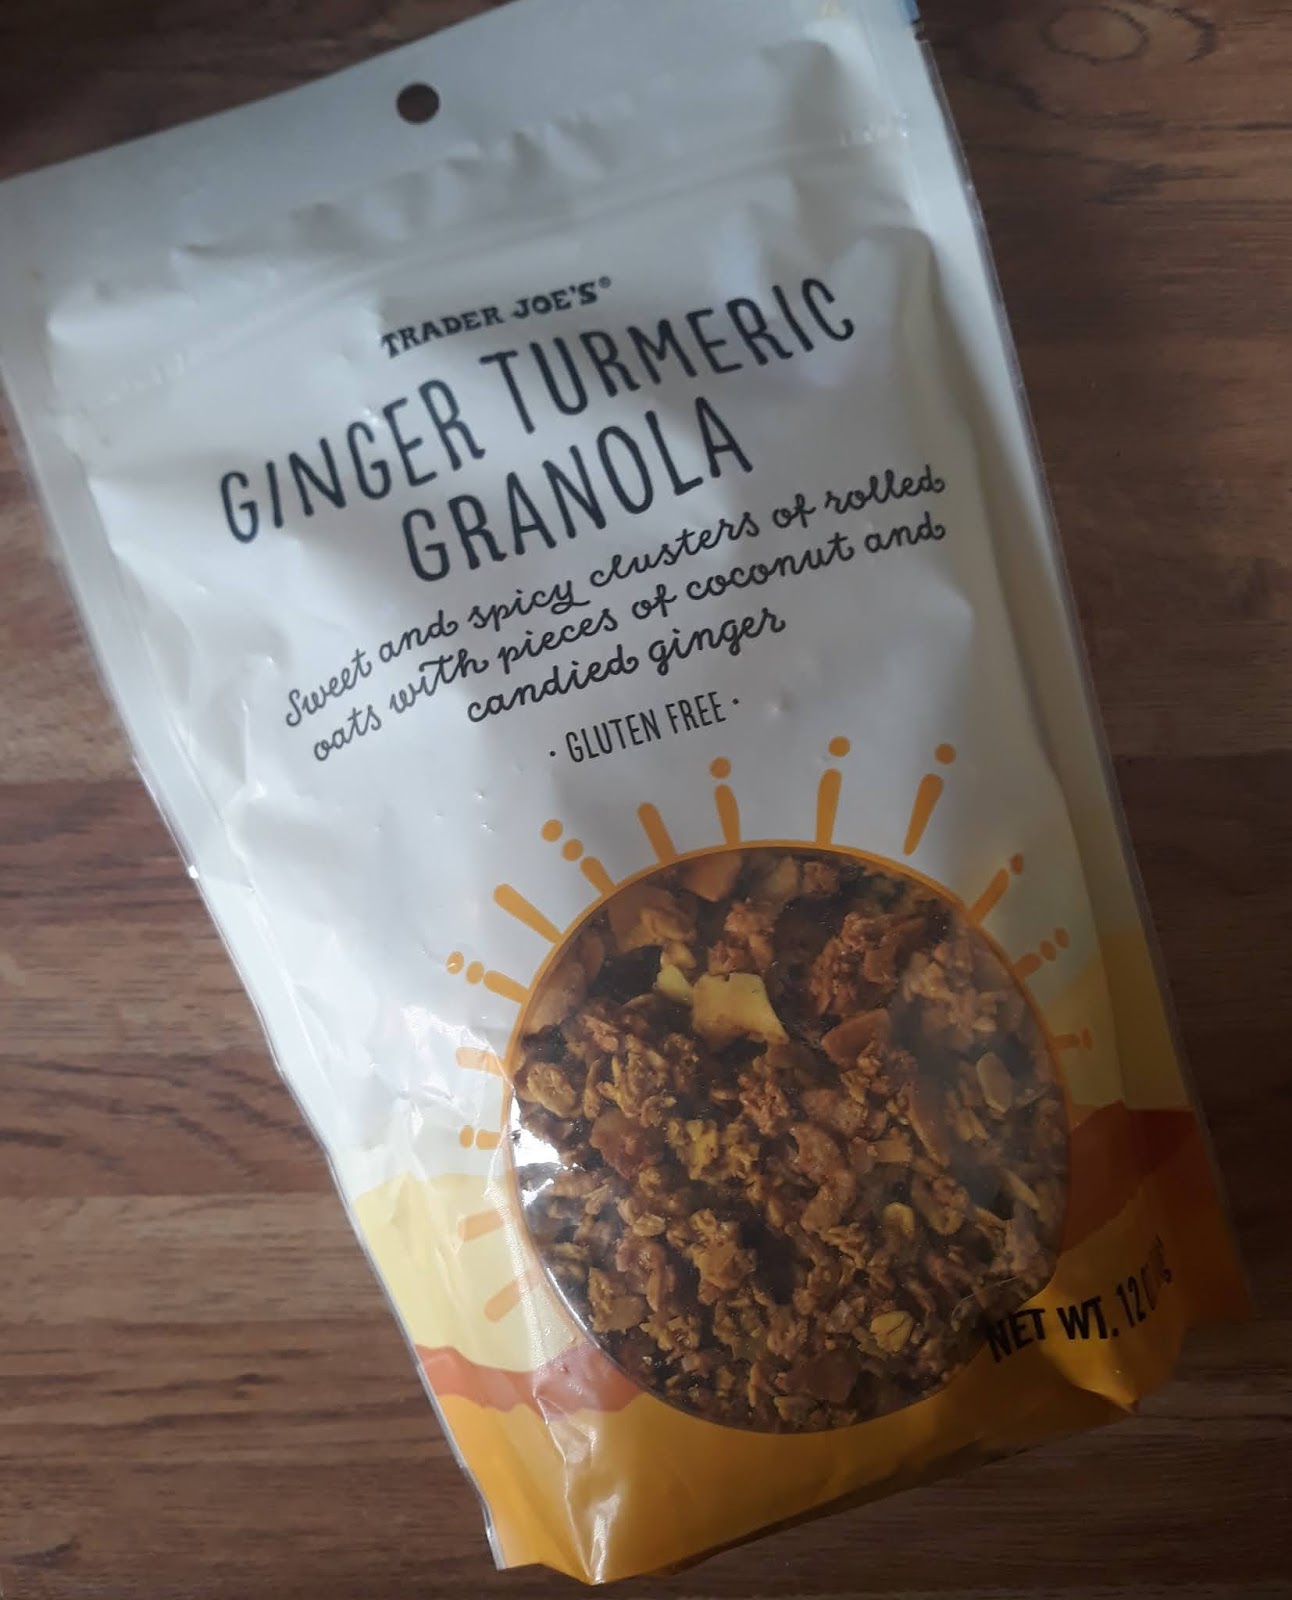 TRADER JOE'S®
GINGER TURMERIC
GRANOLA
Sweet and spicy clusters of rolled
oats with pieces of coconut and
candied ginger
· GLUTEN FREE ·
NET WT. 12